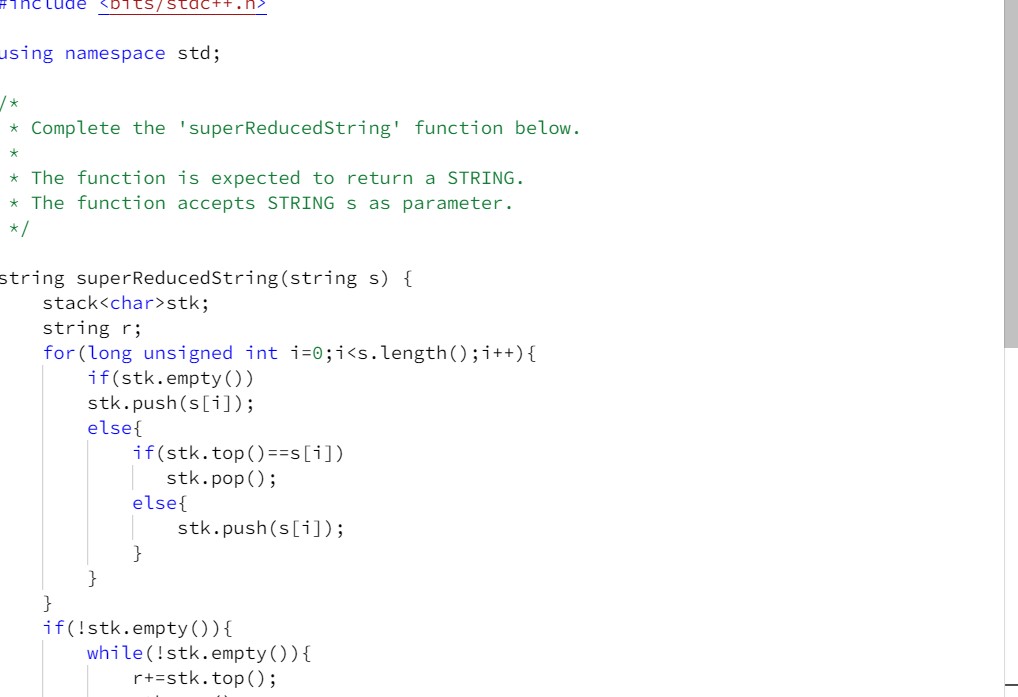 #include <bits/stdc++.h>
using namespace std;
/*
* Complete the 'superReducedString' function below.
*
* The function is expected to return a STRING.
* The function accepts STRING s as parameter.
*/
string superReducedString(string s) {
stack<char>stk;
string r;
for(long unsigned int i=0;i<s.length();i++){
if(stk.empty())
stk.push(s[i]);
else{
if(stk.top()==s[i])
stk.pop();
else{
stk.push(s[i]);
}
}
}
if(!stk.empty()){
while(!stk.empty()){
r+=stk.top();